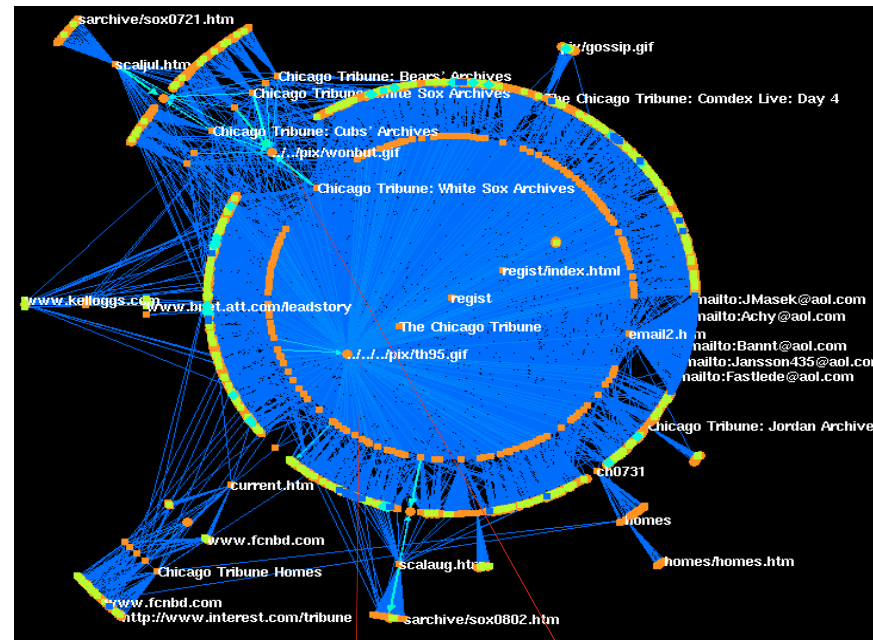 sarchive/sox0721.htm
pix/gossip.gif
scaljul.htm
Chicago Tribune: Bears' Archives
Chicago Tribune: White Sox Archives
The Chicago Tribune: Comdex Live: Day 4
Chicago Tribune: Cubs' Archives
../../pix/wonbut.gif
Chicago Tribune: White Sox Archives
regist/index.html
regist
www.kelloggs.com
www.bnet.att.com/leadstory
mailto:JMasek@aol.com
mailto:Achy@aol.com
The Chicago Tribune
email2.htm
mailto:Bannt@aol.com
../../../pix/th95.gif
mailto:Jansson435@aol.com
mailto:Fastlede@aol.com
Chicago Tribune: Jordan Archive
ch0731
current.htm
homes
www.fcnbd.com
scalaug.htm
homes/homes.htm
Chicago Tribune Homes
www.fcnbd.com
http://www.interest.com/tribune
sarchive/sox0802.htm